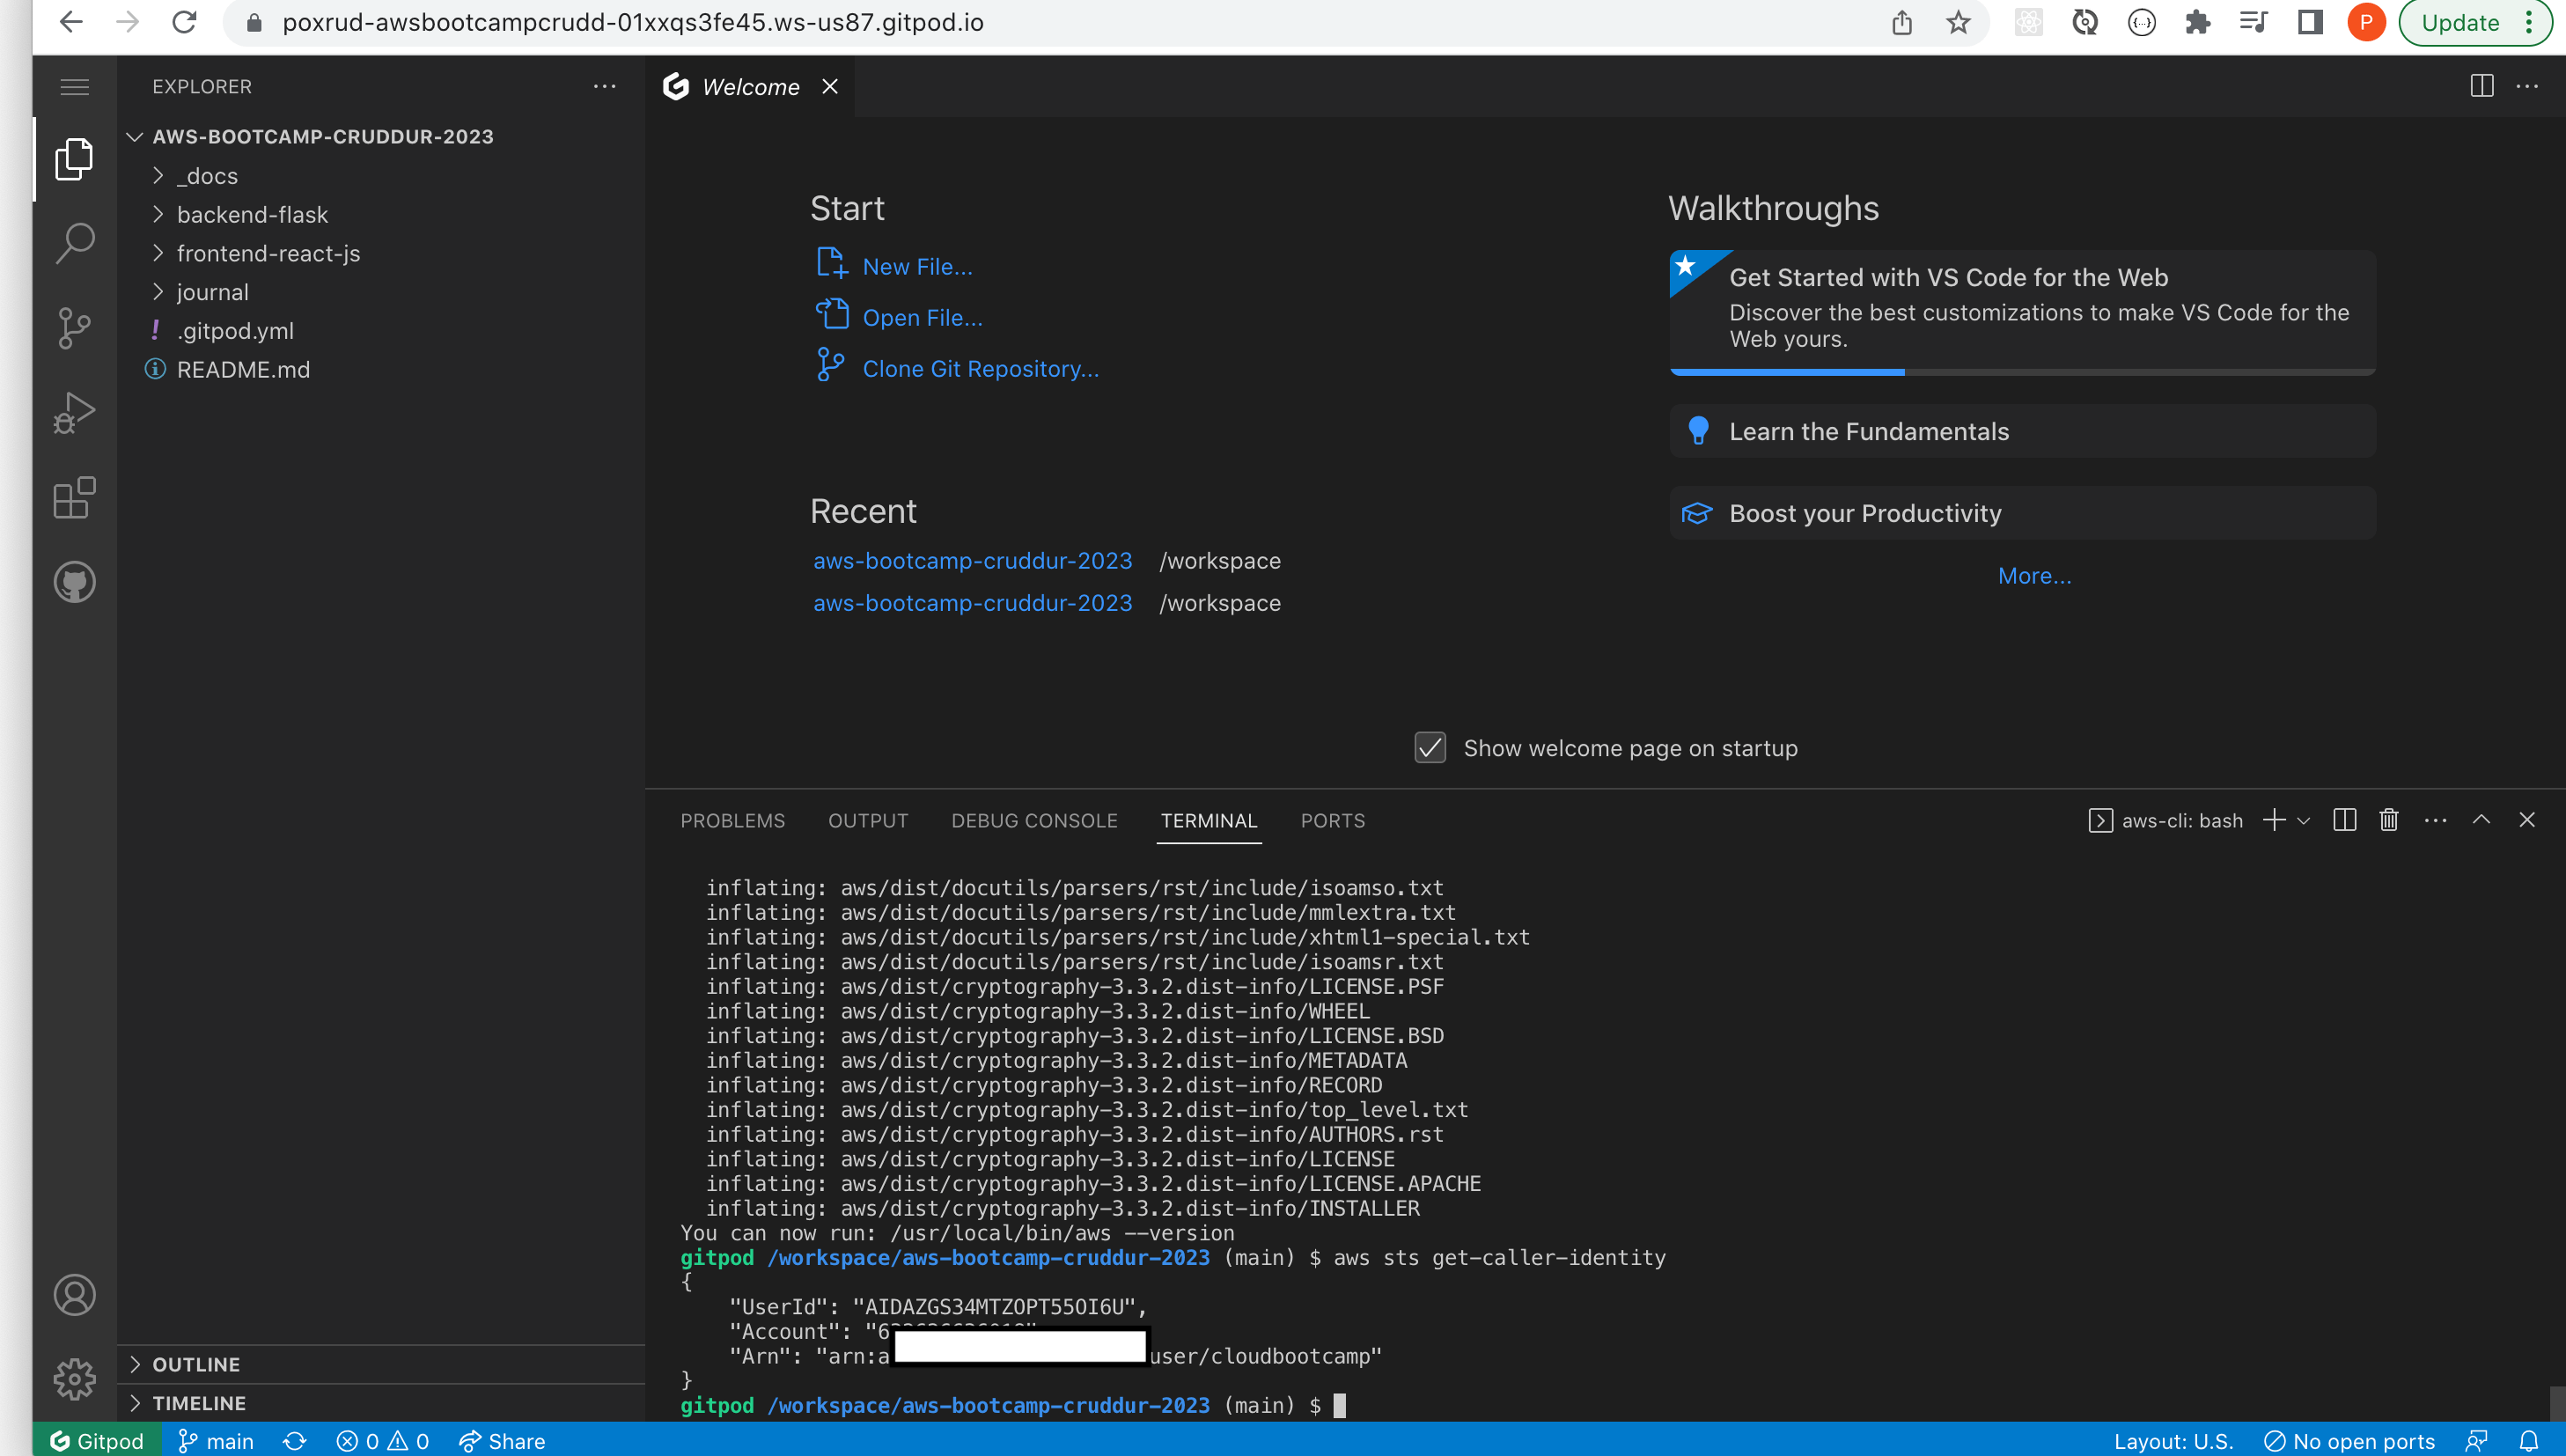 poxrud-awsbootcampcrudd-01xxqs3fe45.ws-us87.gitpod.io
P
Update
EXPLORER
AWS-BOOTCAMP-CRUDDUR-2023
_docs
backend-flask
frontend-react-js
journal
.gitpod.yml
README.md
OUTLINE
TIMELINE
Welcome
Start
New File...
Open File...
Clone Git Repository...
Recent
aws-bootcamp-cruddur-2023 /workspace
aws-bootcamp-cruddur-2023 /workspace
Walkthroughs
Get Started with VS Code for the Web
Discover the best customizations to make VS Code for the
Web yours.
Learn the Fundamentals
Boost your Productivity
More...
Show welcome page on startup
PROBLEMS OUTPUT DEBUG CONSOLE TERMINAL PORTS
aws-cli: bash
inflating: aws/dist/docutils/parsers/rst/include/isoamso.txt
inflating: aws/dist/docutils/parsers/rst/include/mmlextra.txt
inflating: aws/dist/docutils/parsers/rst/include/xhtml1-special.txt
inflating: aws/dist/docutils/parsers/rst/include/isoamsr.txt
inflating: aws/dist/cryptography-3.3.2.dist-info/LICENSE.PSF
inflating: aws/dist/cryptography-3.3.2.dist-info/WHEEL
inflating: aws/dist/cryptography-3.3.2.dist-info/LICENSE.BSD
inflating: aws/dist/cryptography-3.3.2.dist-info/METADATA
inflating: aws/dist/cryptography-3.3.2.dist-info/RECORD
inflating: aws/dist/cryptography-3.3.2.dist-info/top_level.txt
inflating: aws/dist/cryptography-3.3.2.dist-info/AUTHORS.rst
inflating: aws/dist/cryptography-3.3.2.dist-info/LICENSE
inflating: aws/dist/cryptography-3.3.2.dist-info/LICENSE.APACHE
inflating: aws/dist/cryptography-3.3.2.dist-info/INSTALLER
You can now run: /usr/local/bin/aws --version
gitpod /workspace/aws-bootcamp-cruddur-2023 (main) $ aws sts get-caller-identity
{
"UserId": "AIDAZGS34MTZOPT55OI6U",
"Account":
"Arn": "arn:a user/cloudbootcamp"
}
gitpod /workspace/aws-bootcamp-cruddur-2023 (main) $
Gitpod main 0 0 Share
Layout: U.S. No open ports